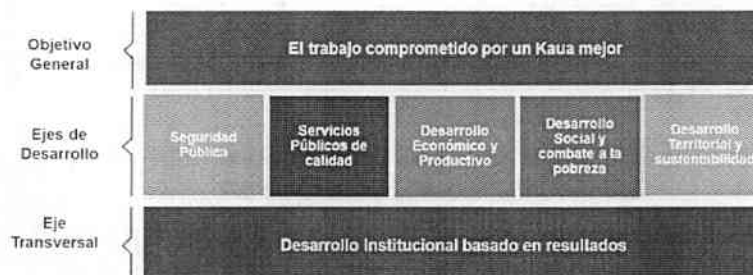 Objetivo
General
El trabajo comprometido por un Kaua mejor
Ejes de
Desarrollo
Seguridad
Pública
Servicios
Públicos de
calidad
Desarrollo
Económico y
Productivo
Desarrollo
Social y
combate a la
pobreza
Desarrollo
Territorial y
sustentibilidad
Eje
Transversal
Desarrollo Institucional basado en resultados